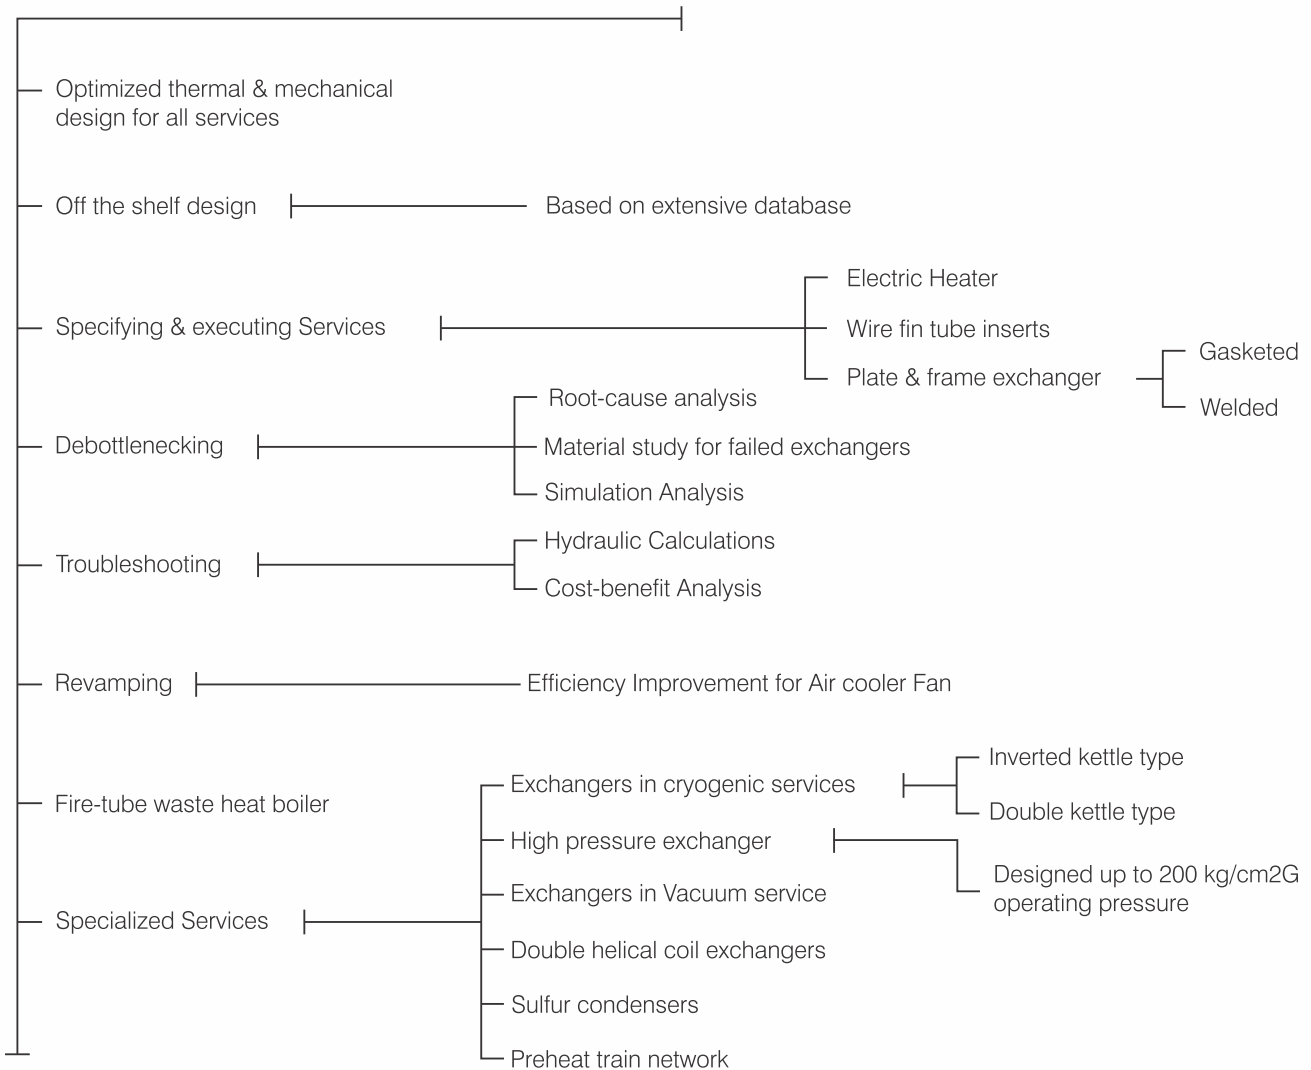 Optimized thermal & mechanical
design for all services
Off the shelf design
Based on extensive database
Specifying & executing Services
Electric Heater
Wire fin tube inserts
Plate & frame exchanger
Gasketed
Welded
Debottlenecking
Root-cause analysis
Material study for failed exchangers
Simulation Analysis
Troubleshooting
Hydraulic Calculations
Cost-benefit Analysis
Revamping
Efficiency Improvement for Air cooler Fan
Fire-tube waste heat boiler
Specialized Services
Exchangers in cryogenic services
Inverted kettle type
Double kettle type
High pressure exchanger
Designed up to 200 kg/cm2G
operating pressure
Exchangers in Vacuum service
Double helical coil exchangers
Sulfur condensers
Preheat train network